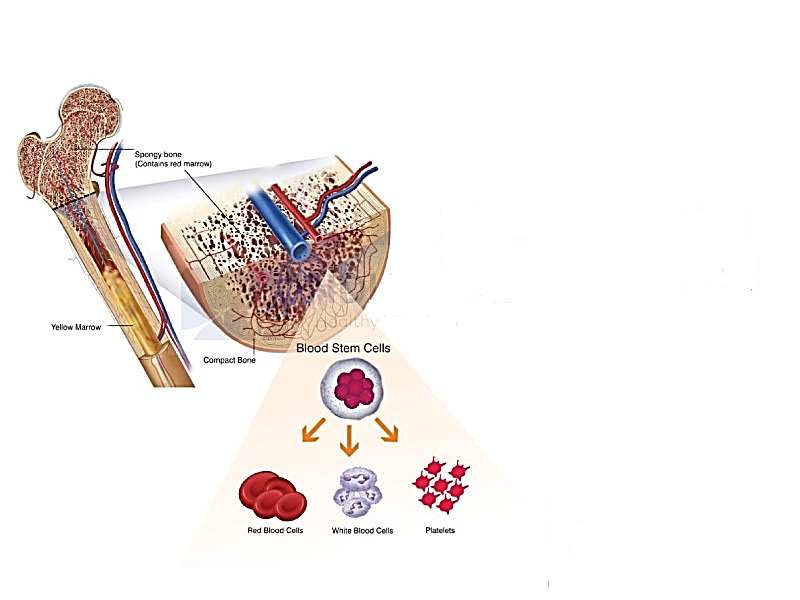 Spongy bone
(Contains red marrow)
Yellow Marrow
Compact Bone
Blood Stem Cells
Red Blood Cells
White Blood Cells
Platelets